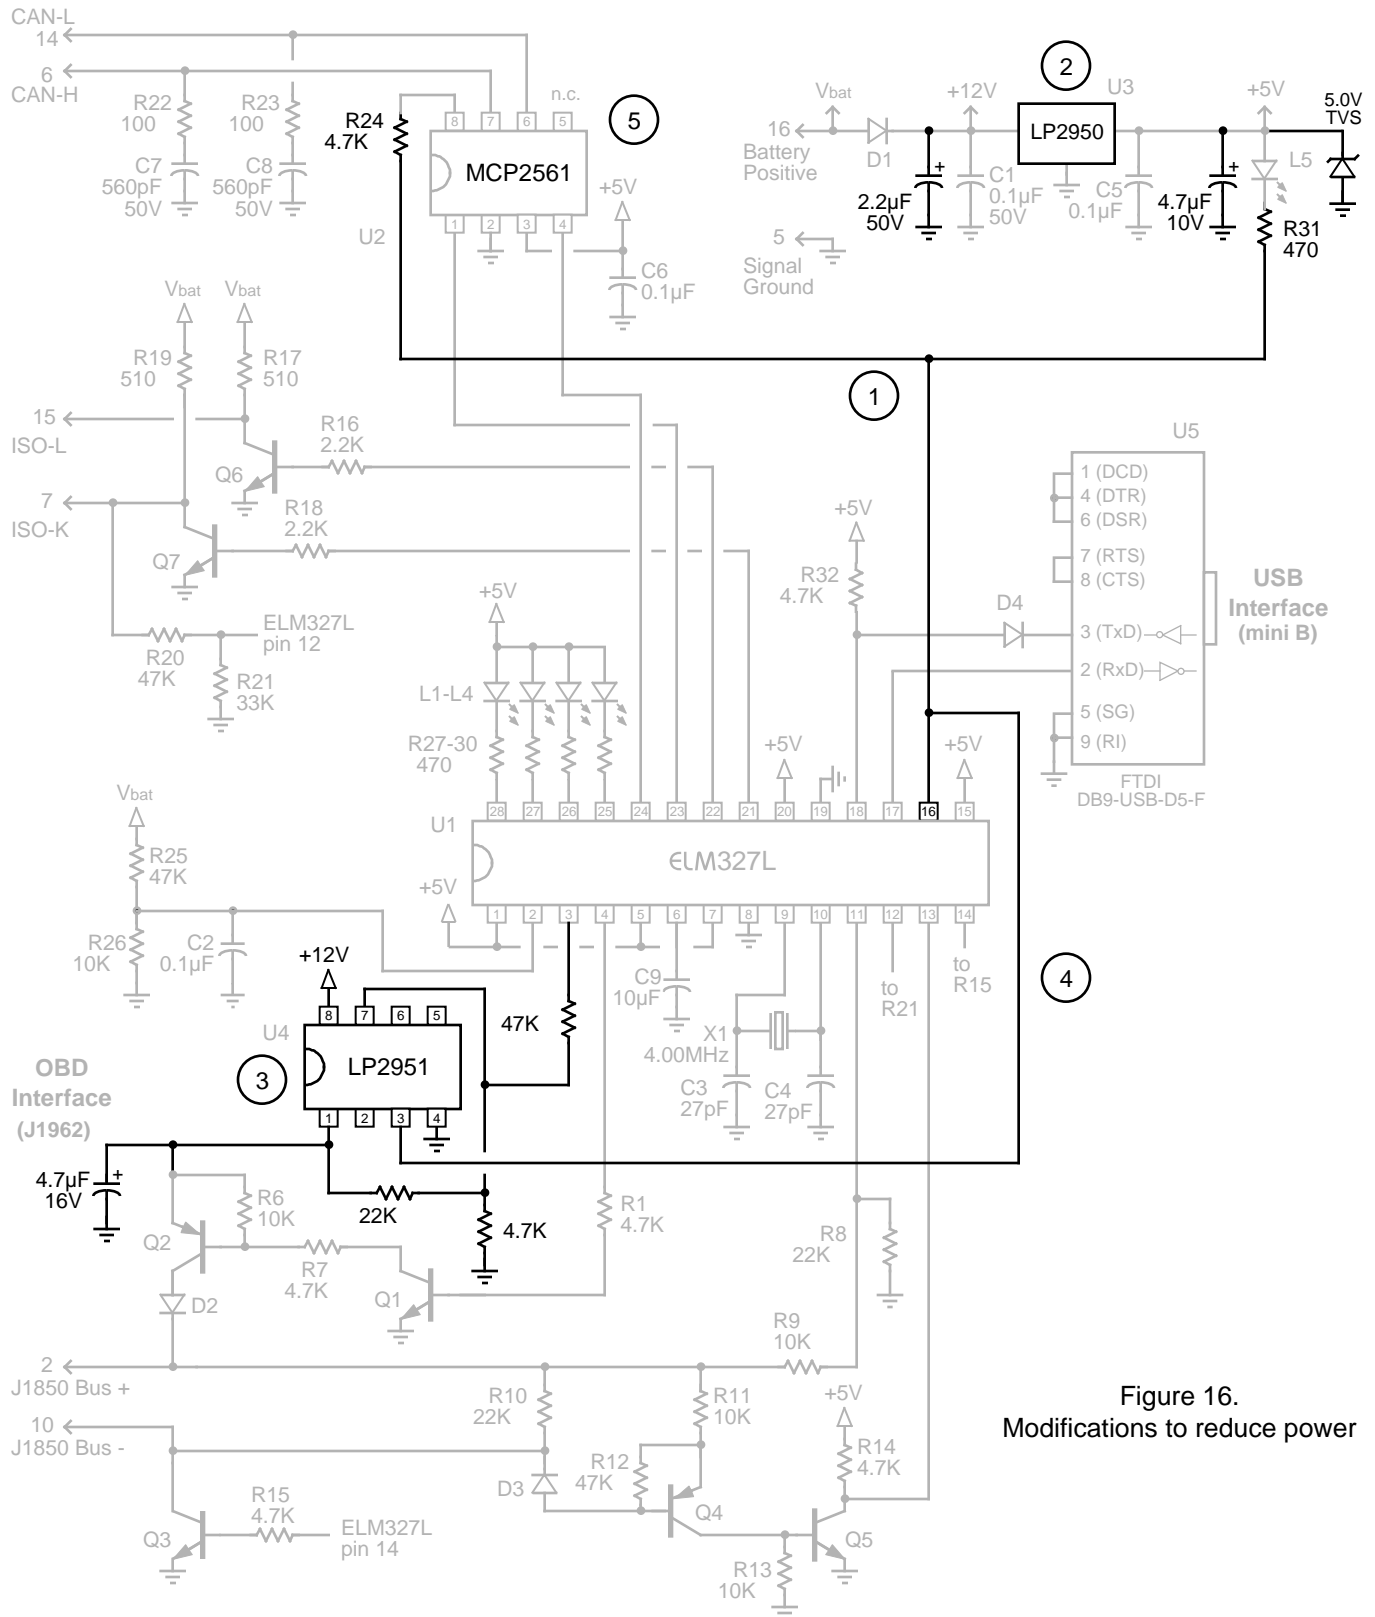 CAN-L
14
6
CAN-H
R22
100
R23
100
C7
560pF
50V
C8
560pF
50V
R24
4.7K
n.c.
8
7
6
5
MCP2561
1
2
3
4
U2
5
+5V
C6
0.1µF
2
Vbat
16
Battery
Positive
D1
+12V
U3
LP2950
+5V
5.0V
TVS
2.2µF
50V
C1
0.1µF
50V
C5
0.1µF
4.7µF
10V
L5
R31
470
5
Signal
Ground
Vbat
Vbat
R19
510
R17
510
1
15
ISO-L
R16
2.2K
Q6
7
ISO-K
R18
2.2K
Q7
U5
1 (DCD)
4 (DTR)
6 (DSR)
7 (RTS)
8 (CTS)
3 (TxD)
2 (RxD)
5 (SG)
9 (RI)
FTDI
DB9-USB-D5-F
USB
Interface
(mini B)
+5V
R32
4.7K
D4
ELM327L
pin 12
R20
47K
R21
33K
+5V
L1-L4
R27-30
470
+5V
+5V
28
27
26
25
24
23
22
21
20
19
18
17
16
15
U1
ELM327L
1
2
3
4
5
6
7
8
9
10
11
12
13
14
Vbat
R25
47K
+5V
R26
10K
C2
0.1µF
+12V
8
7
6
5
U4
LP2951
1
2
3
4
3
47K
C9
10µF
X1
4.00MHz
C3
27pF
C4
27pF
to
R21
to
R15
4
OBD
Interface
(J1962)
4.7µF
16V
R6
10K
22K
4.7K
R1
4.7K
Q2
R7
4.7K
Q1
D2
R8
22K
R9
10K
2
J1850 Bus +
10
J1850 Bus -
R10
22K
R11
10K
+5V
R14
4.7K
R12
47K
D3
Q4
Q5
R15
4.7K
Q3
ELM327L
pin 14
R13
10K
Figure 16.
Modifications to reduce power